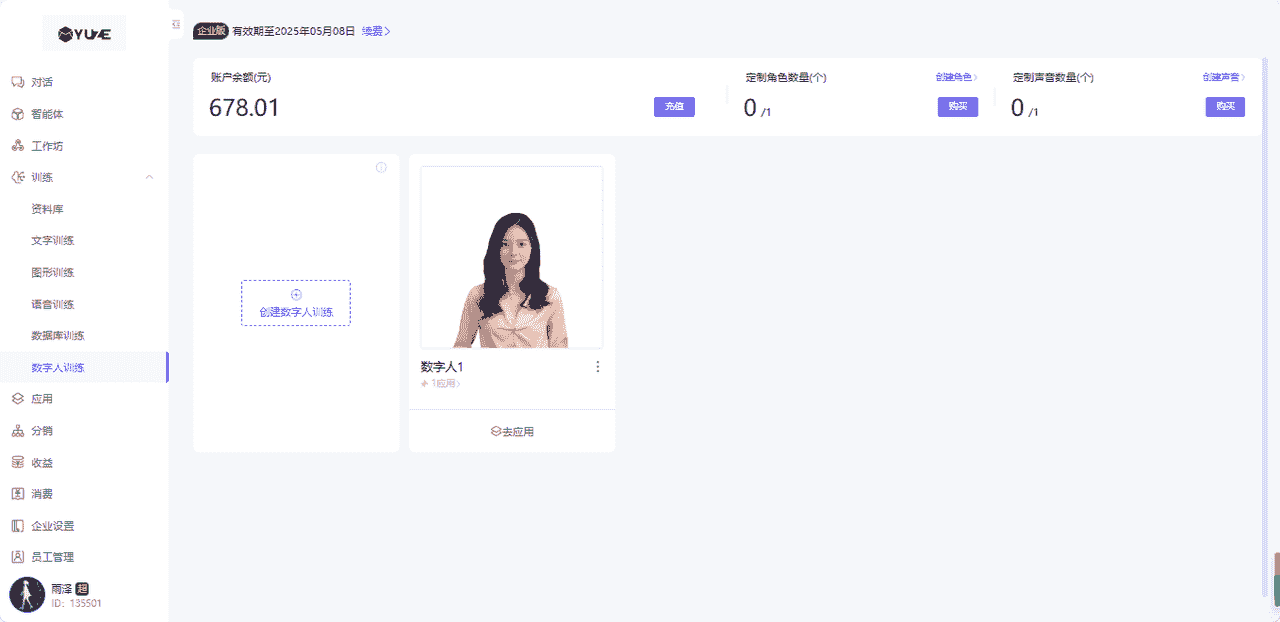 YUZE
对话
智能体
工作坊
训练
资料库
文字训练
图形训练
语音训练
数据库训练
数字人训练
应用
分销
收益
消费
企业设置
员工管理
雨泽 超
ID: 135501
企业版 有效期至2025年05月08日 续费
账户余额(元)
678.01
充值
定制角色数量(个)
创建角色
0 /1
购买
定制声音数量(个)
创建声音
0 /1
购买
创建数字人训练
数字人1
1应用
去应用